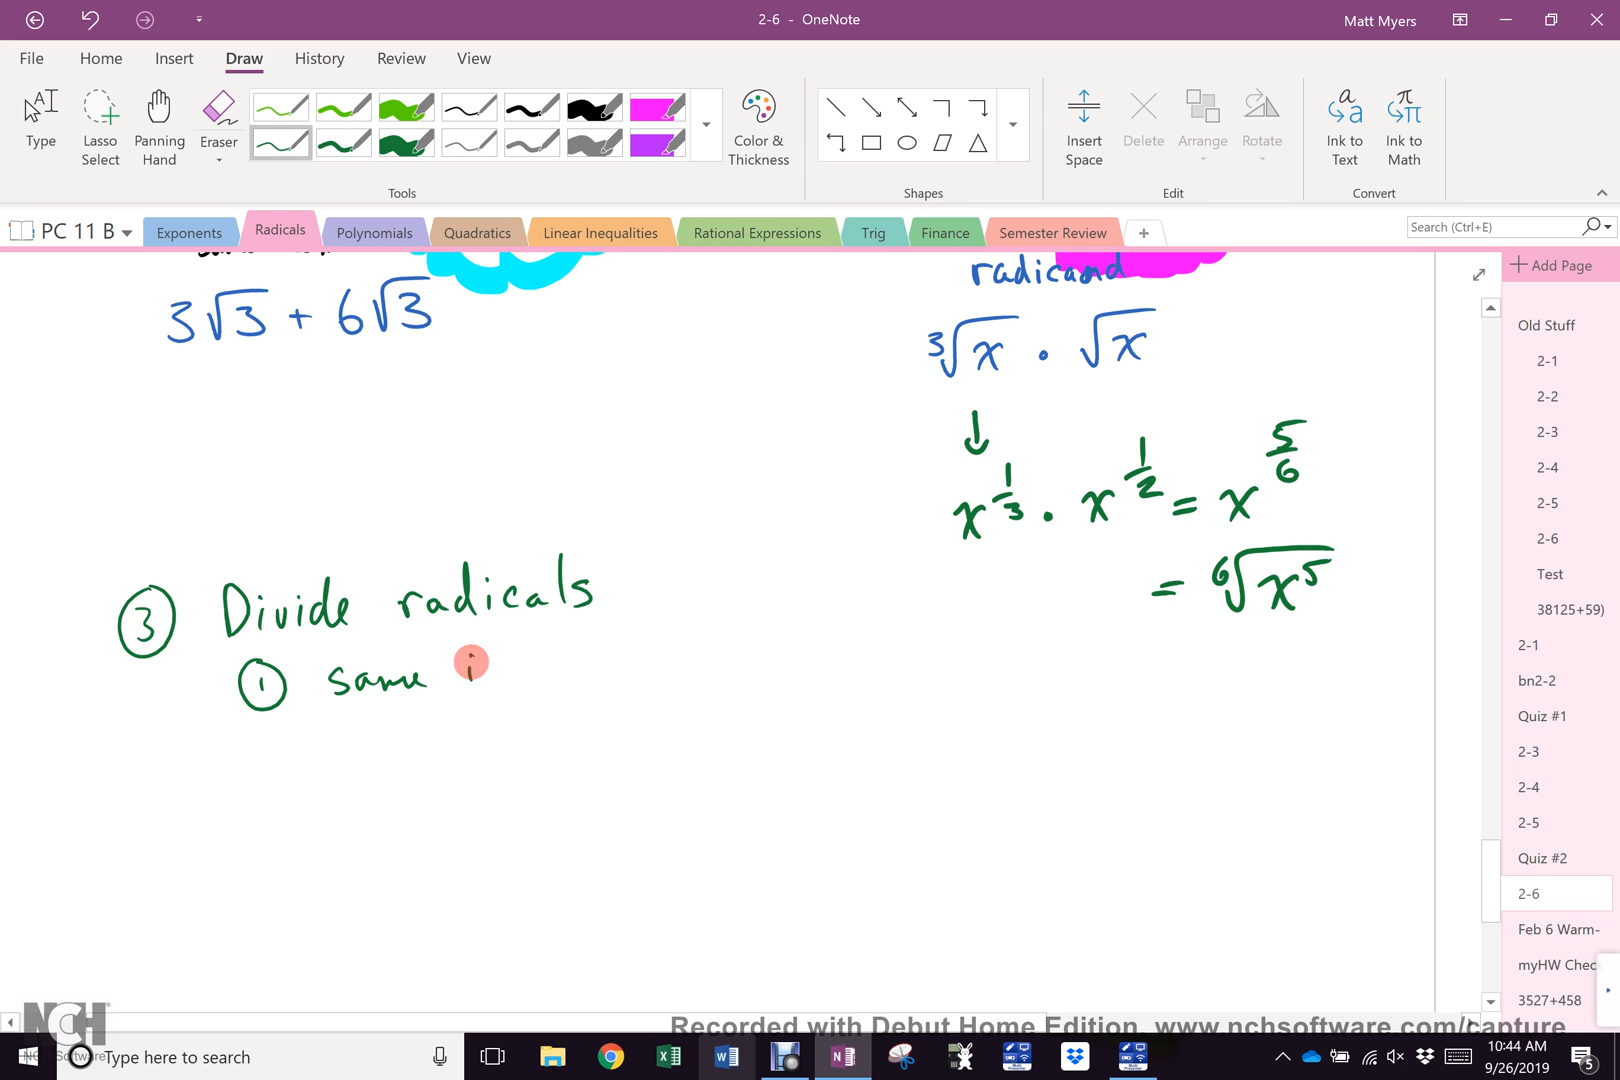 2-6 - OneNote
Matt Myers
File Home Insert Draw History Review View
Type
Lasso Select
Panning Hand
Eraser
Color & Thickness
Insert Space
Delete
Arrange
Rotate
Ink to Text
Ink to Math
Tools
Shapes
Edit
Convert
PC 11 B
Exponents
Radicals
Polynomials
Quadratics
Linear Inequalities
Rational Expressions
Trig
Finance
Semester Review
Search (Ctrl+E)
radicand
3√3 + 6√3
³√x · √x
x^(1/3) · x^(1/2) = x^(5/6)
= ⁶√x⁵
③ Divide radicals
① same i
Add Page
Old Stuff
2-1
2-2
2-3
2-4
2-5
2-6
Test
38125+59)
2-1
bn2-2
Quiz #1
2-3
2-4
2-5
Quiz #2
2-6
Feb 6 Warm-
myHW Chec
3527+458
NCH
NCH Software
Recorded with Debut Home Edition. www.nchsoftware.com/capture
Type here to search
10:44 AM
9/26/2019
5